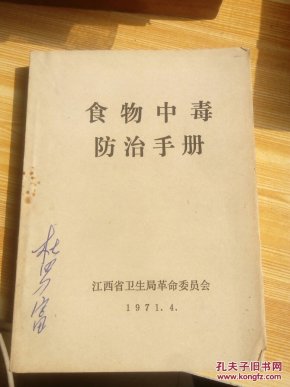 食物中毒
防治手册
江西省卫生局革命委员会
1971.4.
孔夫子旧书网
www.kongfz.com